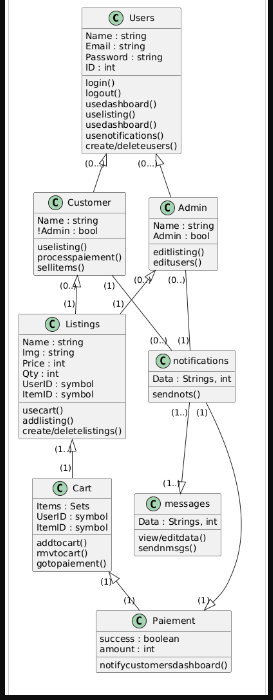 C Users
Name : string
Email : string
Password : string
ID : int
login()
logout()
usedashboard()
uselisting()
usedashboard()
usenotifications()
create/deleteusers()
(0..) (0..)
C Customer
Name : string
!Admin : bool
uselisting()
processpaiement()
sellitems()
C Admin
Name : string
Admin : bool
editlisting()
editusers()
(0..) (1) (0..) (0..)
(1) (1) (0..) (1)
C Listings
Name : string
Img : string
Price : int
Qty : int
UserID : symbol
ItemID : symbol
usecart()
addlisting()
create/deletelistings()
C notifications
Data : Strings, int
sendnots()
(1..) (1)
(1..)
(1)
C Cart
Items : Sets
UserID : symbol
ItemID : symbol
addtocart()
rmvtocart()
gotopaiement()
(1..)
C messages
Data : Strings, int
view/editdata()
sendnmsgs()
(1)
(1) (1)
C Paiement
success : boolean
amount : int
notifycustomersdashboard()